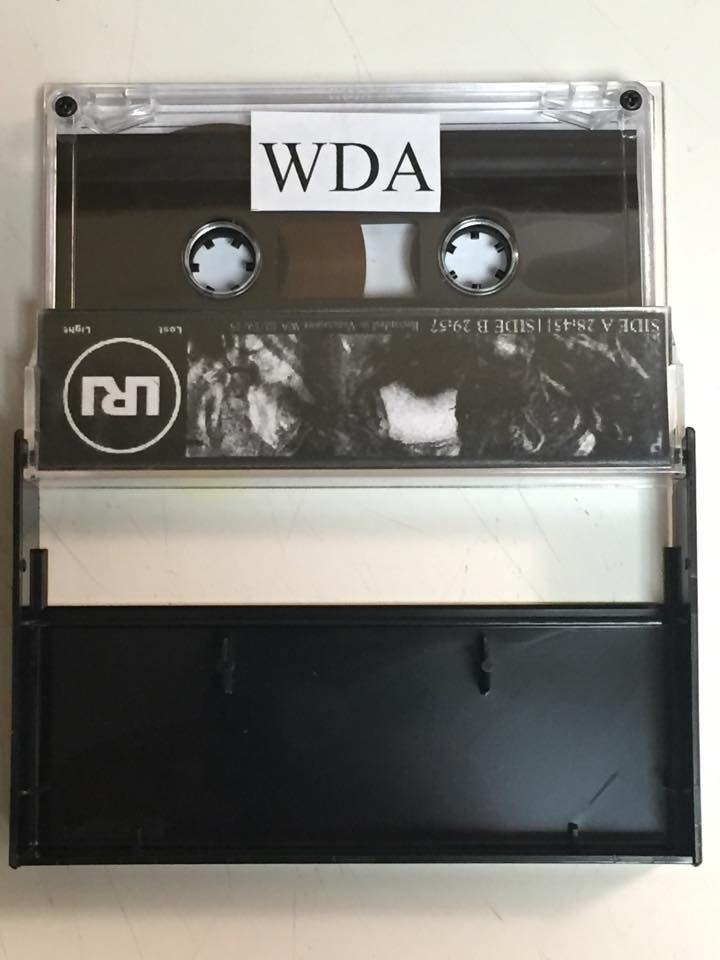 WDA
SIDE A 28:45 || SIDE B 29:57
Recorded in Vancouver WA
Lost Light